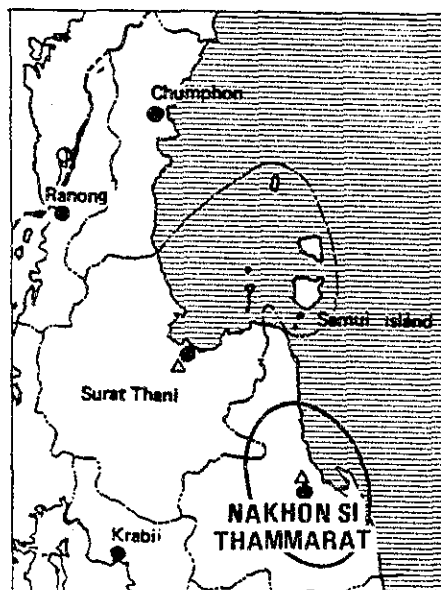 Chumphon
Ranong
Samui island
Surat Thani
NAKHON SI
THAMMARAT
Krabii